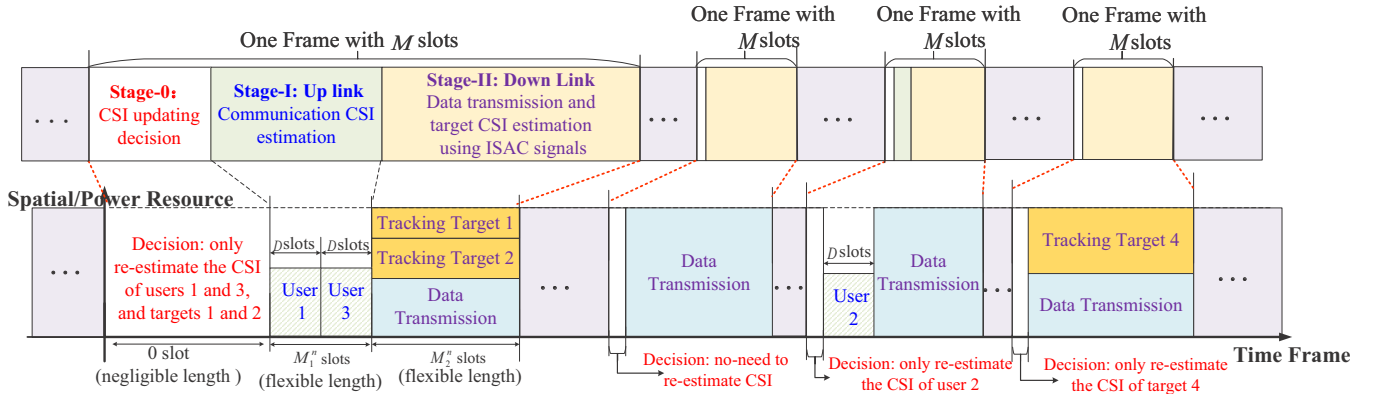 One Frame with M slots
One Frame with
M slots
One Frame with
M slots
One Frame with
M slots
...
Stage-0:
CSI updating
decision
Stage-I: Up link
Communication CSI
estimation
Stage-II: Down Link
Data transmission and
target CSI estimation
using ISAC signals
...
...
...
...
Spatial/Power Resource
...
Decision: only
re-estimate the CSI
of users 1 and 3,
and targets 1 and 2
D slots
D slots
User
1
User
3
Tracking Target 1
Tracking Target 2
Data
Transmission
...
Data
Transmission
...
D slots
User
2
Data
Transmission
...
Tracking Target 4
Data Transmission
...
0 slot
(negligible length )
M₁ⁿ slots
(flexible length)
M₂ⁿ slots
(flexible length)
Decision: no-need to
re-estimate CSI
Decision: only re-estimate
the CSI of user 2
Decision: only re-estimate
the CSI of target 4
Time Frame